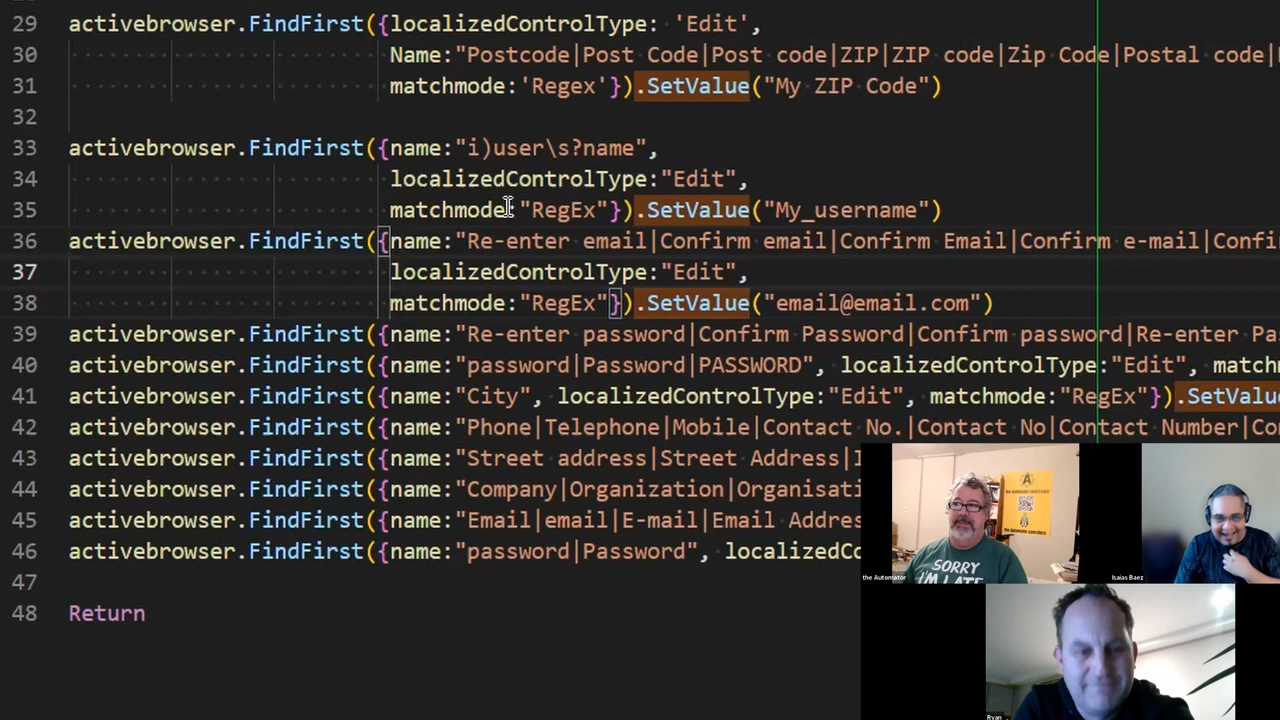 29 activebrowser.FindFirst({localizedControlType: 'Edit',
30 Name:"Postcode|Post Code|Post code|ZIP|ZIP code|Zip Code|Postal code|
31 matchmode:'Regex'}).SetValue("My ZIP Code")
32
33 activebrowser.FindFirst({name:"i)user\s?name",
34 localizedControlType:"Edit",
35 matchmode:"RegEx"}).SetValue("My_username")
36 activebrowser.FindFirst({name:"Re-enter email|Confirm email|Confirm Email|Confirm e-mail|Confi
37 localizedControlType:"Edit",
38 matchmode:"RegEx"}).SetValue("email@email.com")
39 activebrowser.FindFirst({name:"Re-enter password|Confirm Password|Confirm password|Re-enter Pa
40 activebrowser.FindFirst({name:"password|Password|PASSWORD", localizedControlType:"Edit", match
41 activebrowser.FindFirst({name:"City", localizedControlType:"Edit", matchmode:"RegEx"}).SetValu
42 activebrowser.FindFirst({name:"Phone|Telephone|Mobile|Contact No.|Contact No|Contact Number|Co
43 activebrowser.FindFirst({name:"Street address|Street Address|
44 activebrowser.FindFirst({name:"Company|Organization|Organisati
45 activebrowser.FindFirst({name:"Email|email|E-mail|Email Addres
46 activebrowser.FindFirst({name:"password|Password", localizedCo
47
48 Return
the Automator
SORRY
I'M LATE
Isaias Baez
Ryan